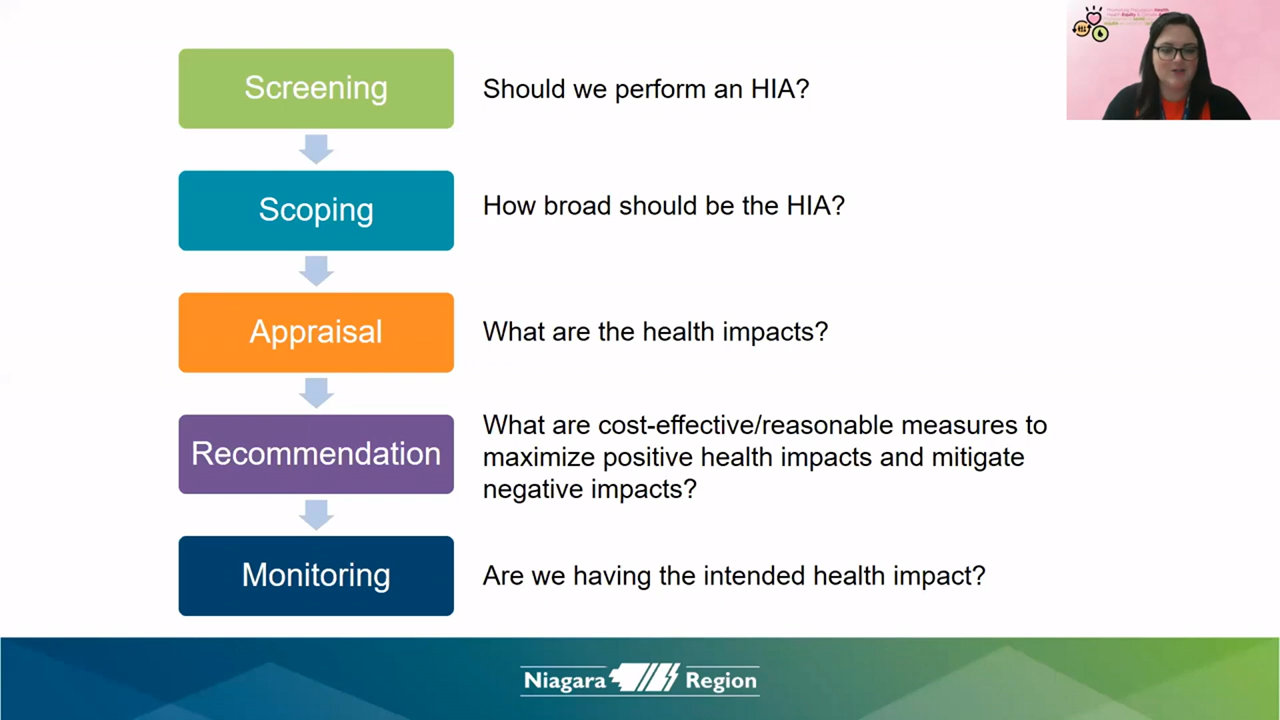 Screening
Should we perform an HIA?
Scoping
How broad should be the HIA?
Appraisal
What are the health impacts?
Recommendation
What are cost-effective/reasonable measures to
maximize positive health impacts and mitigate
negative impacts?
Monitoring
Are we having the intended health impact?
Niagara Region